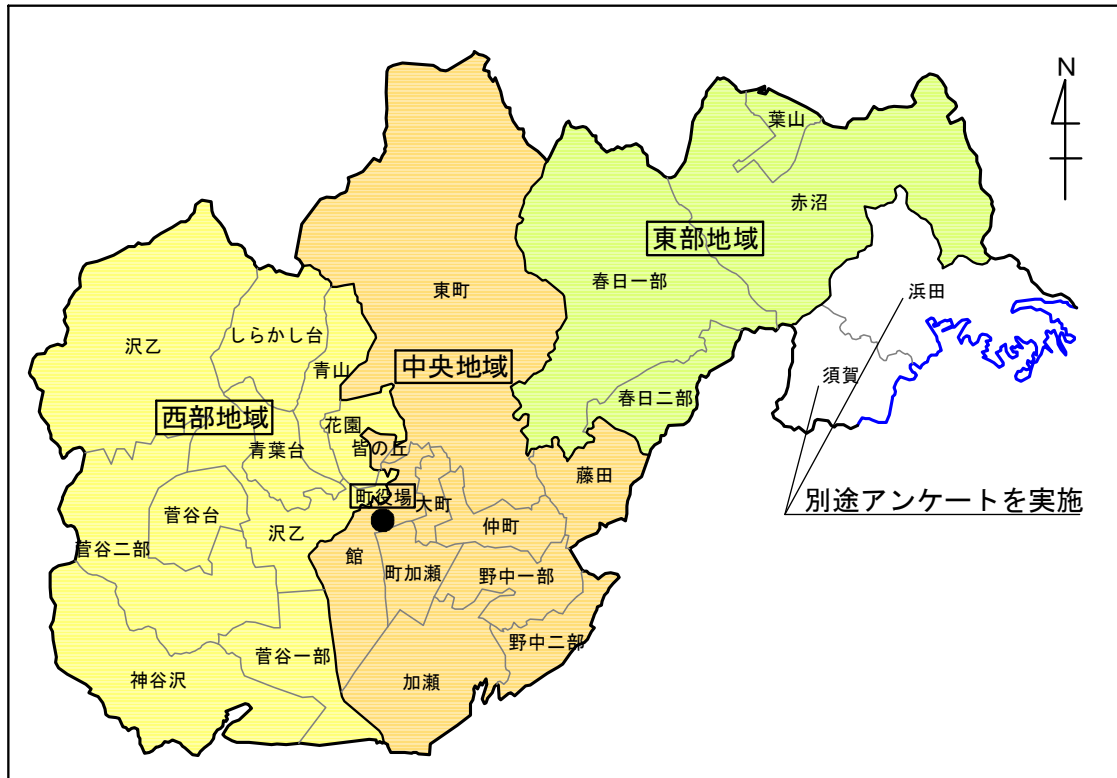 N
葉山
赤沼
東部地域
春日一部
浜田
東町
しらかし台
沢乙
青山
中央地域
須賀
春日二部
西部地域
花園
青葉台
皆の丘
藤田
町役場
大町
別途アンケートを実施
菅谷台
沢乙
仲町
菅谷二部
館
町加瀬
野中一部
野中二部
菅谷一部
神谷沢
加瀬